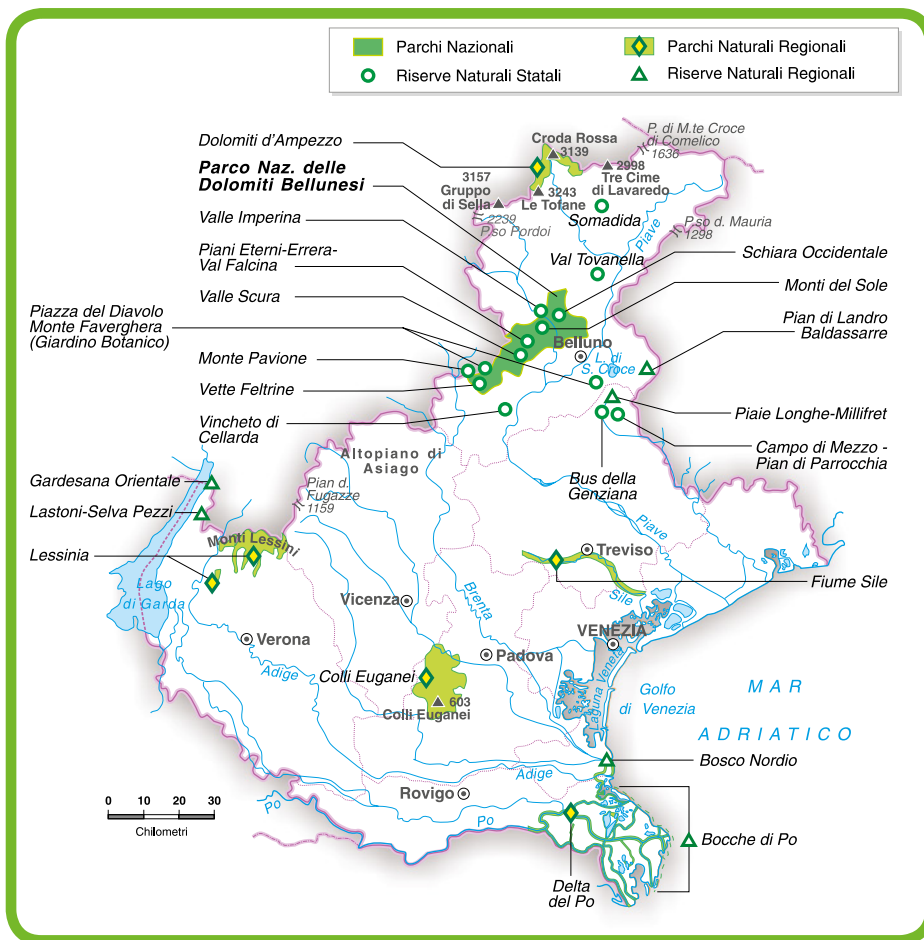 Parchi Nazionali
Parchi Naturali Regionali
Riserve Naturali Statali
Riserve Naturali Regionali
Dolomiti d'Ampezzo
Croda Rossa
3139
P. di M.te Croce
di Comelico
1636
Parco Naz. delle
Dolomiti Bellunesi
3157
Gruppo
di Sella
2998
Tre Cime
di Lavaredo
3243
Le Tofane
2239
P.so Pordoi
Somadida
Piave
P.so d. Mauria
1298
Valle Imperina
Val Tovanella
Schiara Occidentale
Piani Eterni-Errera-
Val Falcina
Monti del Sole
Valle Scura
Piazza del Diavolo
Monte Faverghera
(Giardino Botanico)
Pian di Landro
Baldassarre
Belluno
L. di
S. Croce
Monte Pavione
Vette Feltrine
Piaie Longhe-Millifret
Vincheto di
Cellarda
Campo di Mezzo -
Pian di Parrocchia
Altopiano di
Asiago
Bus della
Genziana
Gardesana Orientale
Pian d.
Fugazze
1159
Lastoni-Selva Pezzi
Piave
Monti Lessini
Lessinia
Treviso
Fiume Sile
Lago
di Garda
Vicenza
Brenta
Sile
Verona
VENEZIA
Padova
Adige
Colli Euganei
Laguna Veneta
Golfo
di Venezia
MAR
603
Colli Euganei
ADRIATICO
Bosco Nordio
Adige
Rovigo
0 10 20 30
Chilometri
Po
Po
Bocche di Po
Delta
del Po